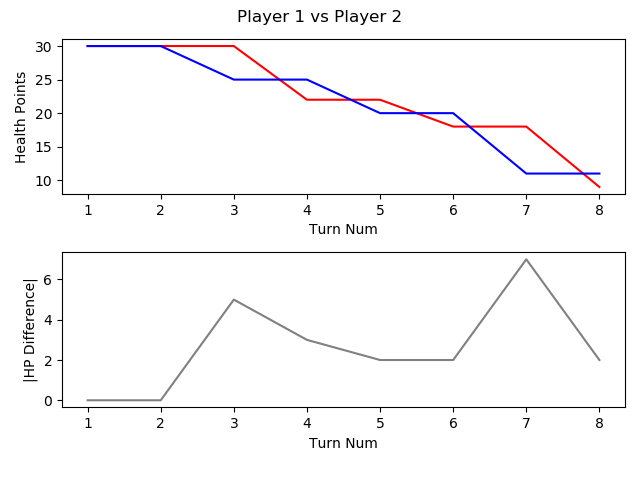 Player 1 vs Player 2
Health Points
30
25
20
15
10
1 2 3 4 5 6 7 8
Turn Num
|HP Difference|
6
4
2
0
1 2 3 4 5 6 7 8
Turn Num